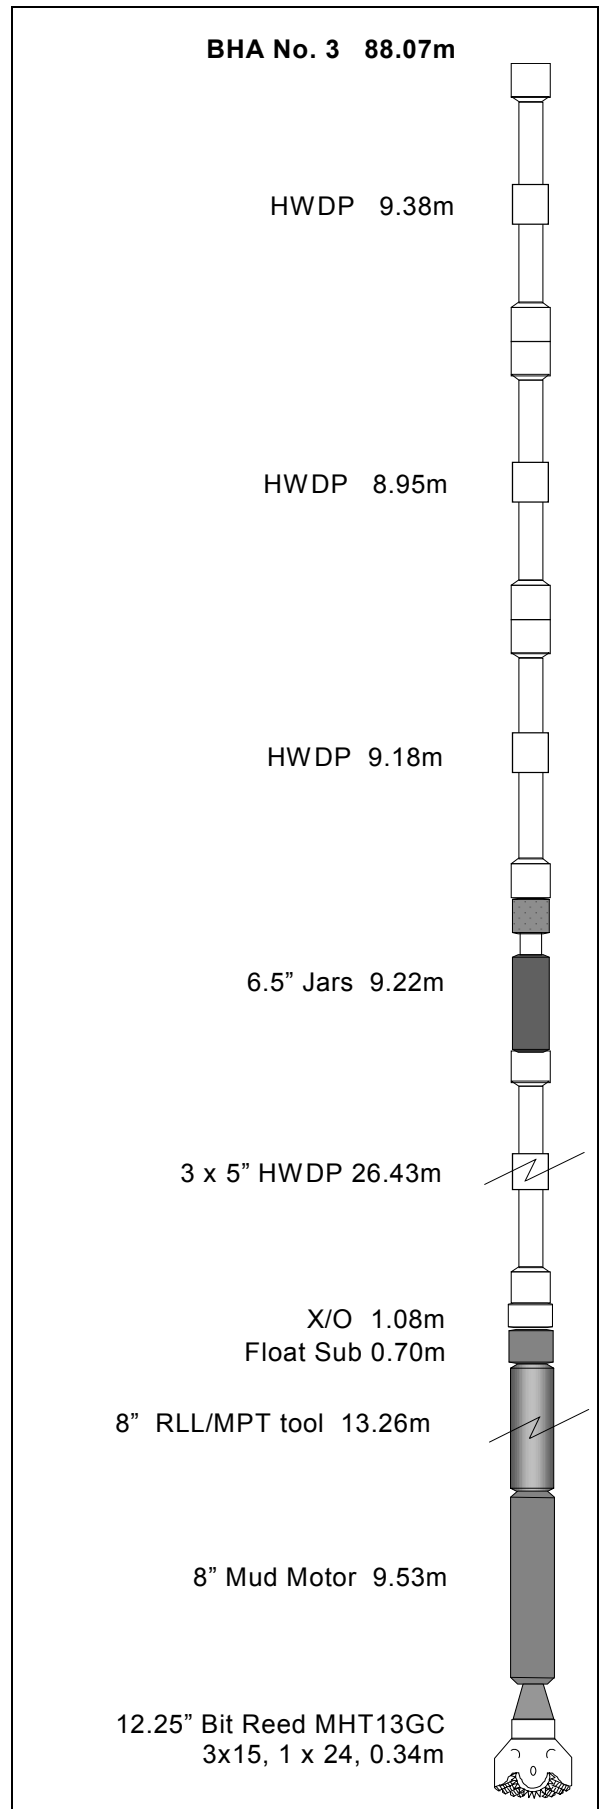 BHA No. 3 88.07m
HWDP 9.38m
HWDP 8.95m
HWDP 9.18m
6.5” Jars 9.22m
3 x 5” HWDP 26.43m
X/O 1.08m
Float Sub 0.70m
8” RLL/MPT tool 13.26m
8” Mud Motor 9.53m
12.25” Bit Reed MHT13GC
3x15, 1 x 24, 0.34m